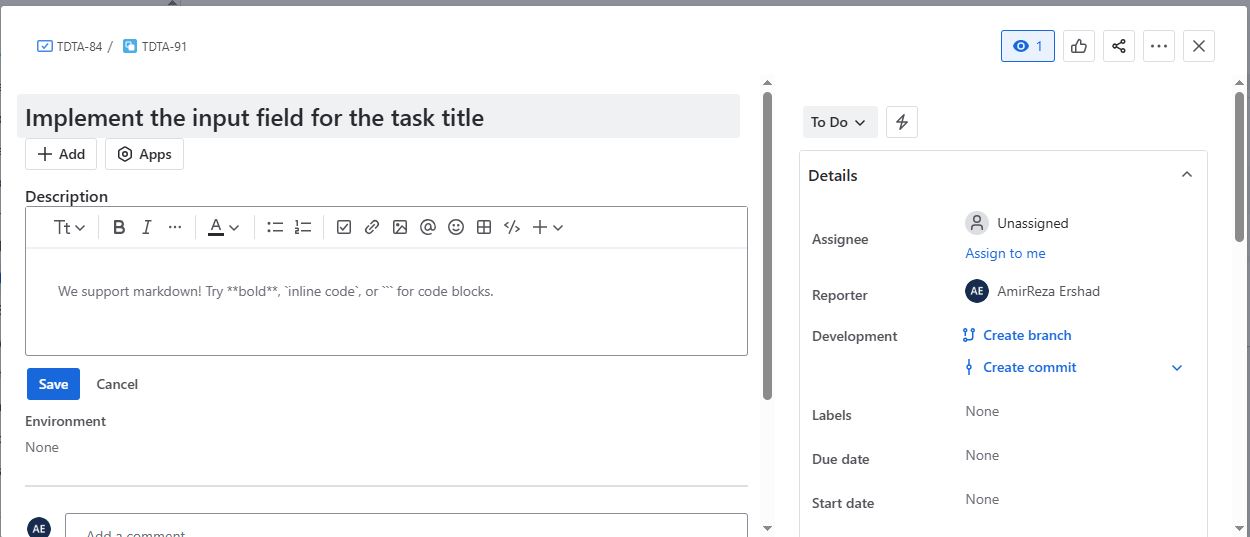 TDTA-84 / TDTA-91
1
Implement the input field for the task title
Add Apps
Description
Tt B I ... A @ </>
We support markdown! Try **bold**, `inline code`, or ``` for code blocks.
Save Cancel
Environment
None
AE Add a comment...
To Do
Details
Assignee
Unassigned
Assign to me
Reporter
AE AmirReza Ershad
Development
Create branch
Create commit
Labels
None
Due date
None
Start date
None